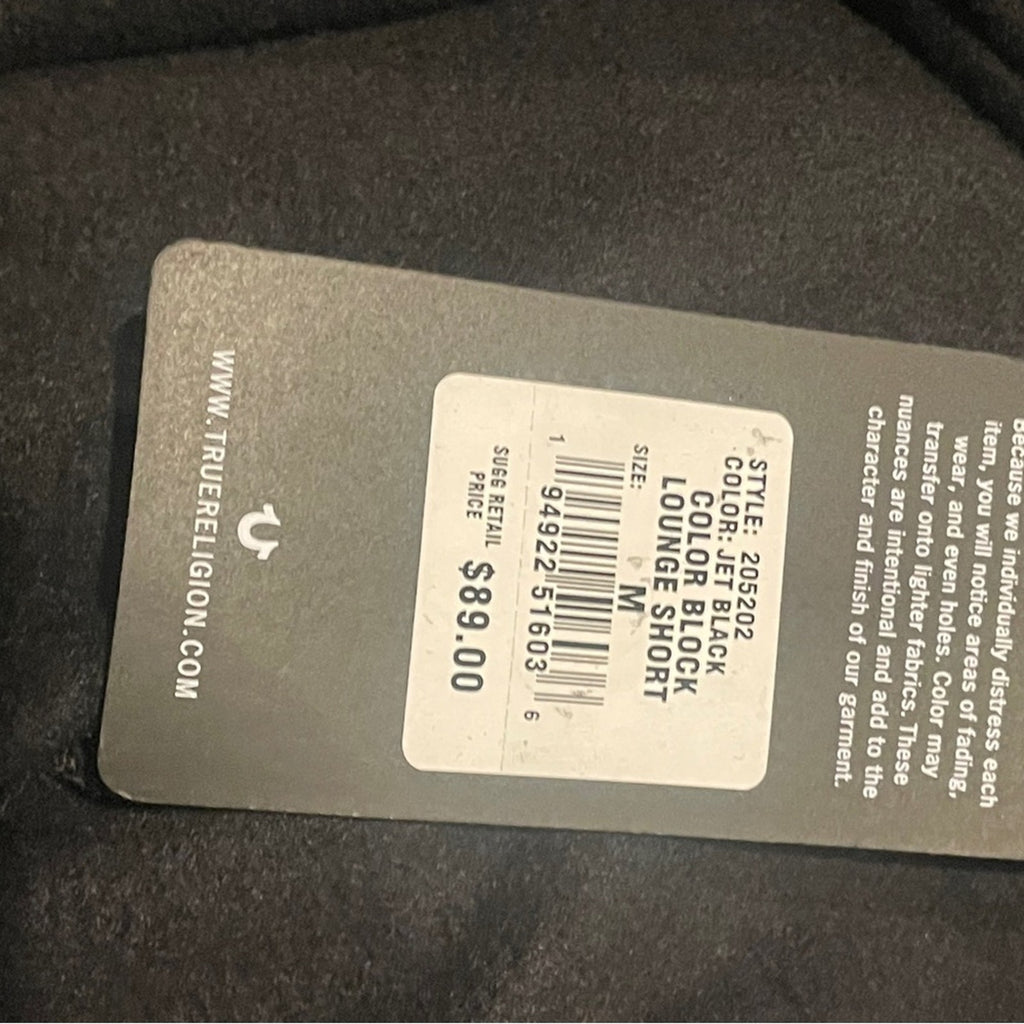 Because we individually distress each
item, you will notice areas of fading,
wear, and even holes. Color may
transfer onto lighter fabrics. These
nuances are intentional and add to the
character and finish of our garment.
STYLE: 205202
COLOR: JET BLACK
COLOR BLOCK
LOUNGE SHORT
SIZE: M
1 94922 51603 6
SUGG RETAIL
PRICE $89.00
WWW.TRUERELIGION.COM